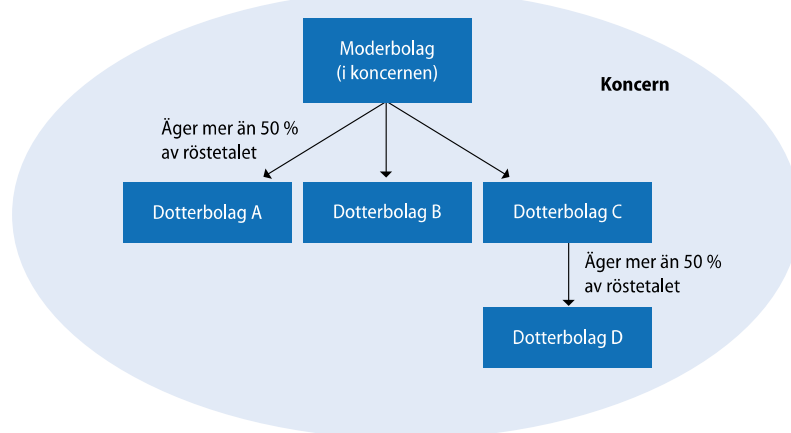 Moderbolag
(i koncernen)
Koncern
Äger mer än 50 %
av röstetalet
Dotterbolag A
Dotterbolag B
Dotterbolag C
Äger mer än 50 %
av röstetalet
Dotterbolag D